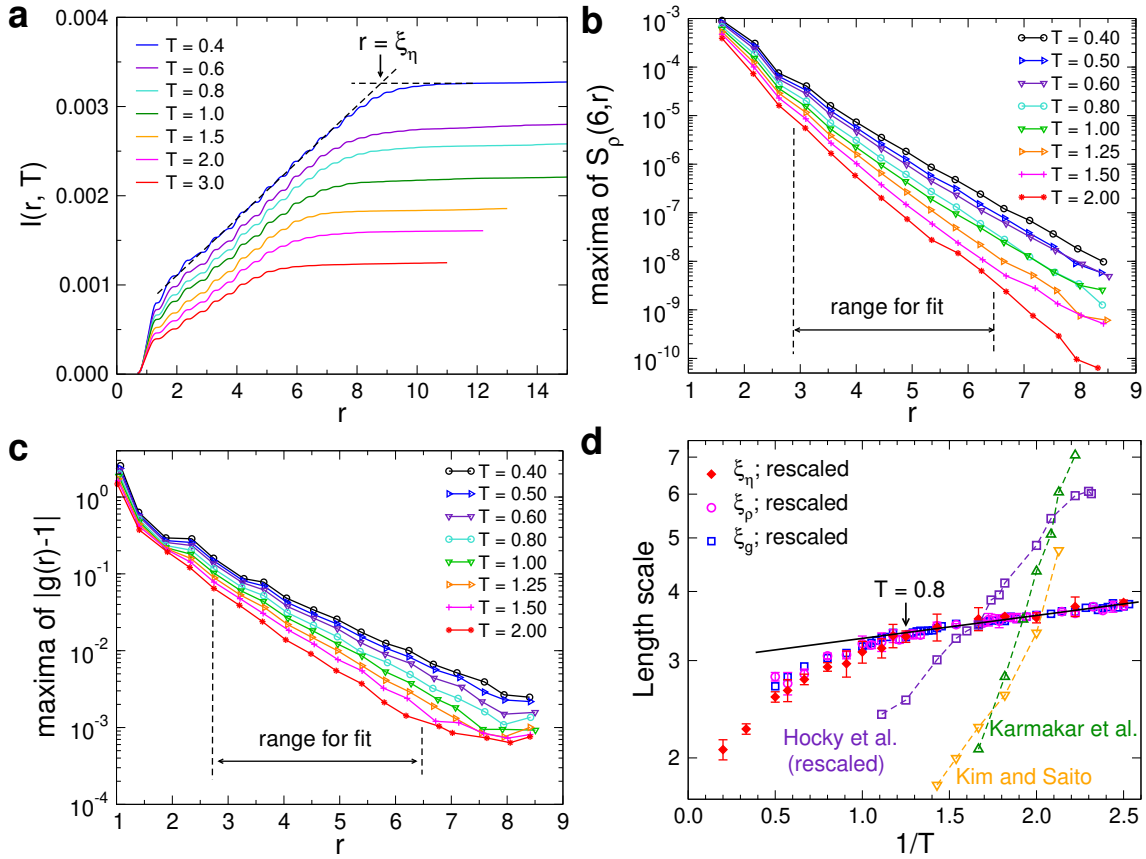 a
I(r, T)
0.004
0.003
0.002
0.001
0.000
0 2 4 6 8 10 12 14
r
T = 0.4
T = 0.6
T = 0.8
T = 1.0
T = 1.5
T = 2.0
T = 3.0
r = ξη
b
maxima of Sρ(6,r)
10-3
10-4
10-5
10-6
10-7
10-8
10-9
10-10
1 2 3 4 5 6 7 8 9
r
T = 0.40
T = 0.50
T = 0.60
T = 0.80
T = 1.00
T = 1.25
T = 1.50
T = 2.00
range for fit
c
maxima of |g(r)-1|
100
10-1
10-2
10-3
10-4
1 2 3 4 5 6 7 8 9
r
T = 0.40
T = 0.50
T = 0.60
T = 0.80
T = 1.00
T = 1.25
T = 1.50
T = 2.00
range for fit
d
Length scale
7
6
5
4
3
2
0.0 0.5 1.0 1.5 2.0 2.5
1/T
ξη; rescaled
ξρ; rescaled
ξg; rescaled
T = 0.8
Hocky et al.
(rescaled)
Karmakar et al.
Kim and Saito